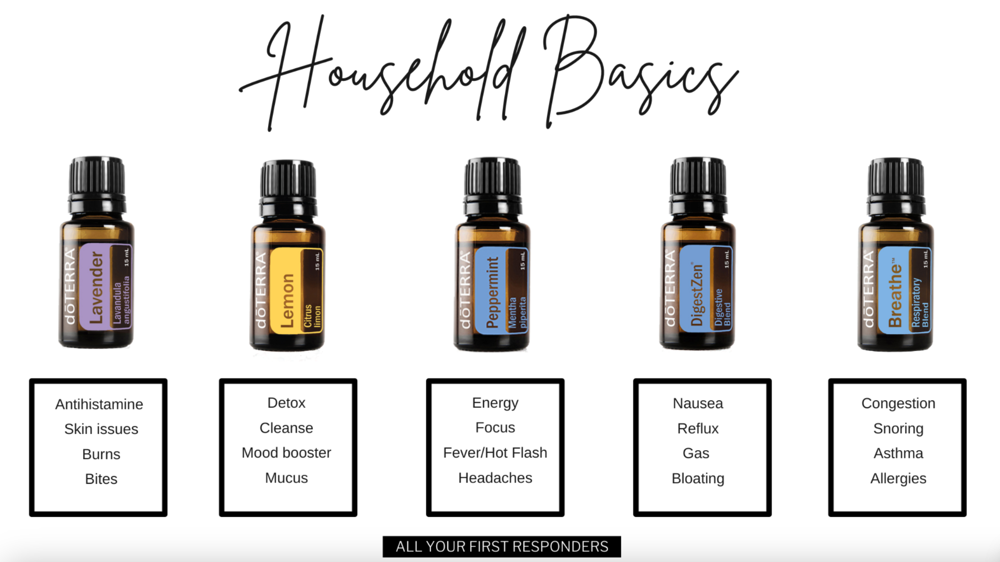 Household Basics
dōTERRA®
Lavender
Lavandula
angustifolia
15 mL
dōTERRA®
Lemon
Citrus
limon
15 mL
dōTERRA®
Peppermint
Mentha
piperita
15 mL
dōTERRA®
DigestZen®
Digestive
Blend
15 mL
dōTERRA®
Breathe™
Respiratory
Blend
15 mL
Antihistamine
Skin issues
Burns
Bites
Detox
Cleanse
Mood booster
Mucus
Energy
Focus
Fever/Hot Flash
Headaches
Nausea
Reflux
Gas
Bloating
Congestion
Snoring
Asthma
Allergies
ALL YOUR FIRST RESPONDERS